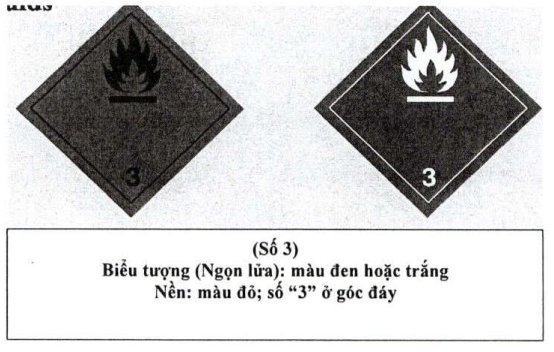 3
3
(Số 3)
Biểu tượng (Ngọn lửa): màu đen hoặc trắng
Nền: màu đỏ; số “3” ở góc đáy